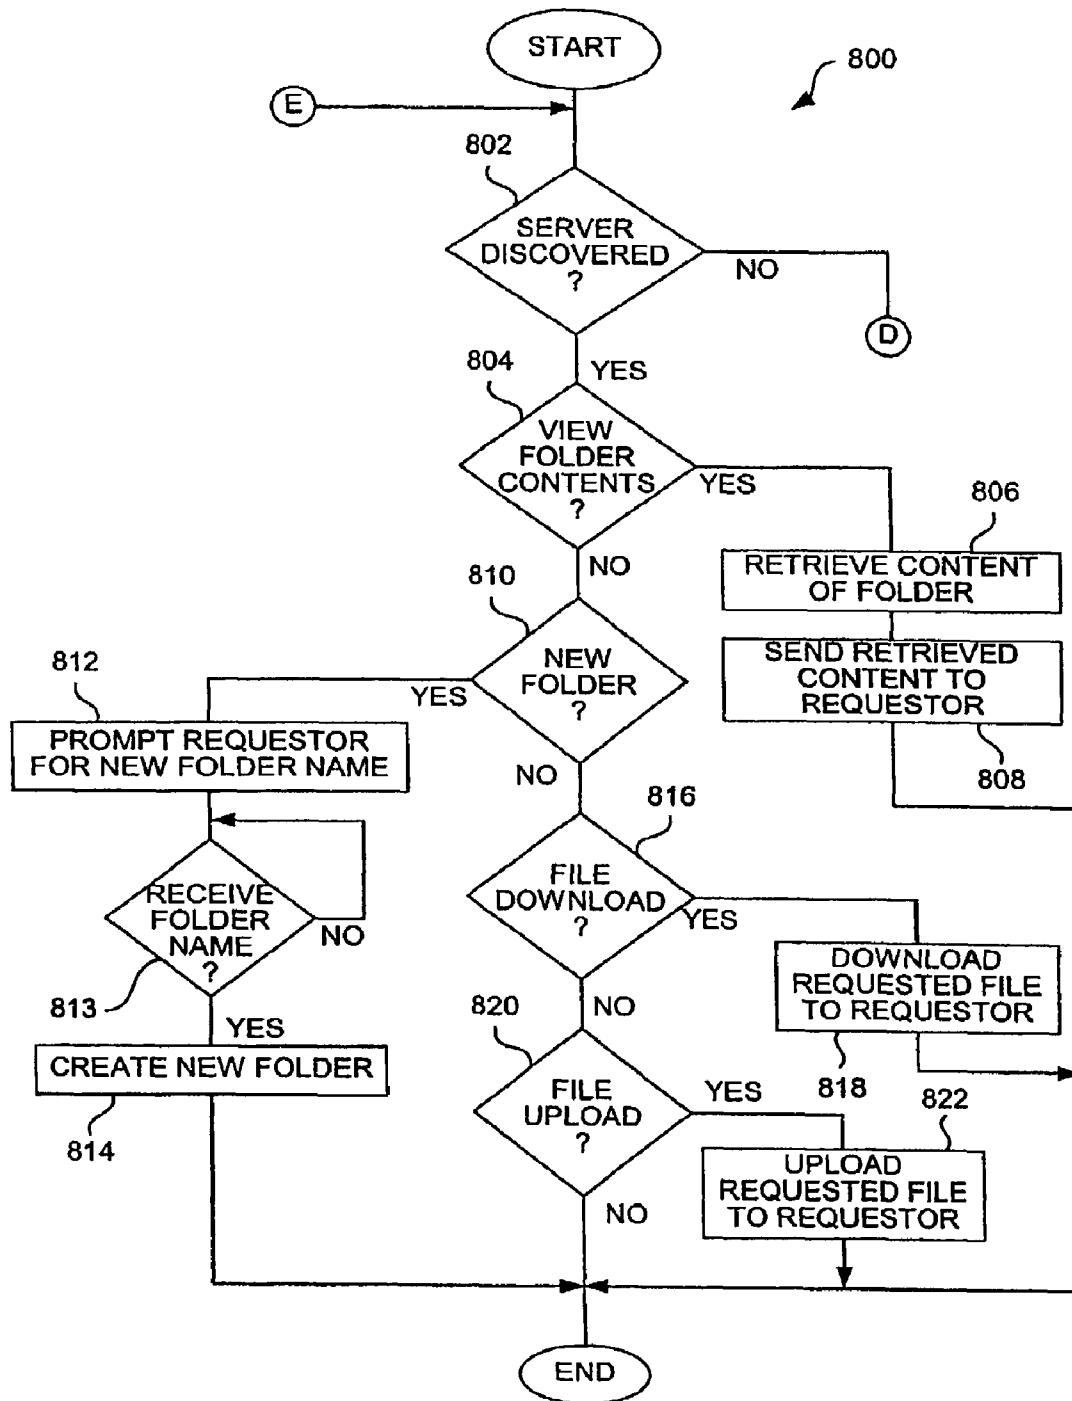 START
800
E
802
SERVER
DISCOVERED
?
NO
D
804
YES
VIEW
FOLDER
CONTENTS
?
YES
806
RETRIEVE CONTENT
OF FOLDER
NO
810
SEND RETRIEVED
CONTENT TO
REQUESTOR
808
NEW
FOLDER
?
YES
812
PROMPT REQUESTOR
FOR NEW FOLDER NAME
NO
816
FILE
DOWNLOAD
?
YES
RECEIVE
FOLDER
NAME
?
NO
813
DOWNLOAD
REQUESTED FILE
TO REQUESTOR
818
YES
CREATE NEW FOLDER
814
NO
820
FILE
UPLOAD
?
YES
822
UPLOAD
REQUESTED FILE
TO REQUESTOR
NO
END